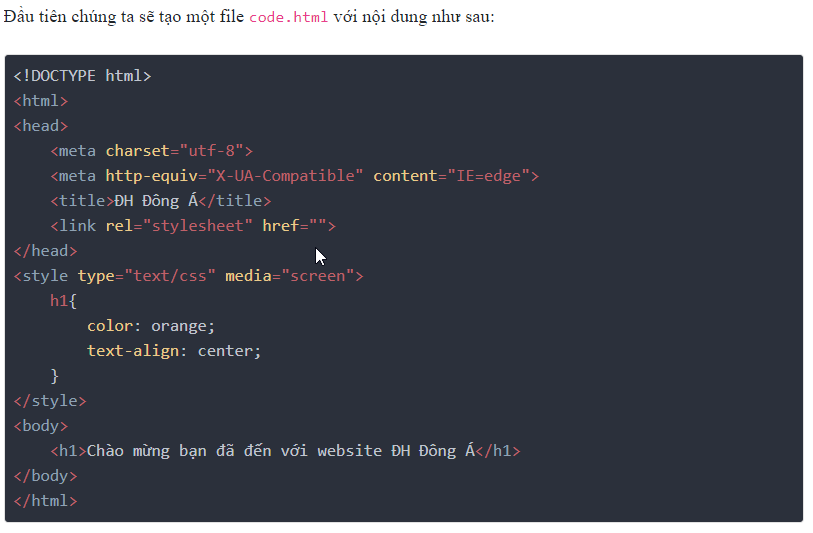 Đầu tiên chúng ta sẽ tạo một file code.html với nội dung như sau:
<!DOCTYPE html>
<html>
<head>
    <meta charset="utf-8">
    <meta http-equiv="X-UA-Compatible" content="IE=edge">
    <title>ĐH Đông Á</title>
    <link rel="stylesheet" href="">
</head>
<style type="text/css" media="screen">
    h1{
        color: orange;
        text-align: center;
    }
</style>
<body>
    <h1>Chào mừng bạn đã đến với website ĐH Đông Á</h1>
</body>
</html>